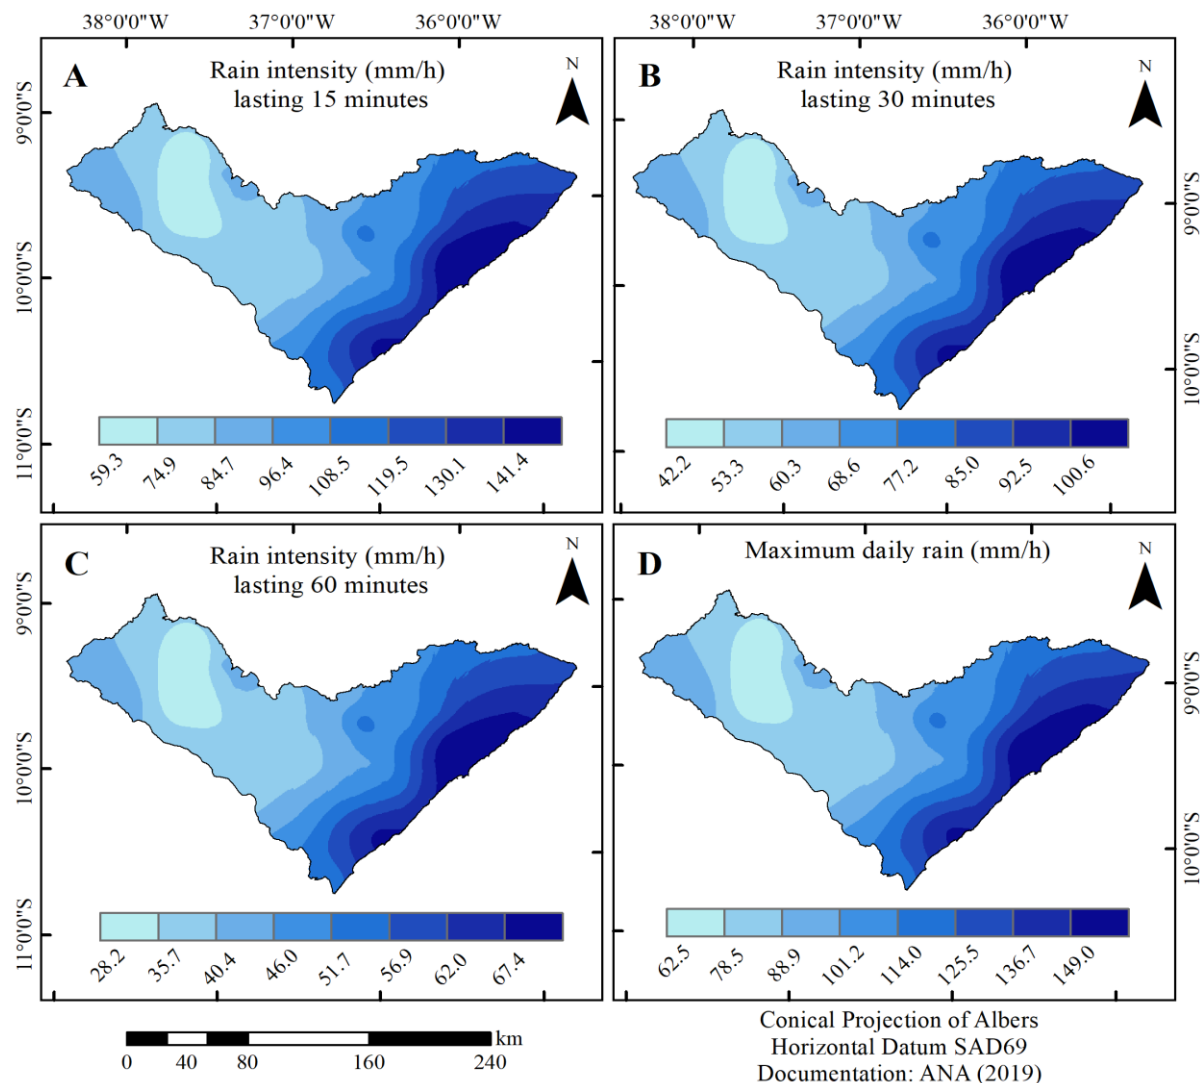 38°0'0"W 37°0'0"W 36°0'0"W 38°0'0"W 37°0'0"W 36°0'0"W
A
Rain intensity (mm/h)
lasting 15 minutes
N
9°0'0"S
10°0'0"S
11°0'0"S
59.3 74.9 84.7 96.4 108.5 119.5 130.1 141.4
B
Rain intensity (mm/h)
lasting 30 minutes
N
9°0'0"S
10°0'0"S
42.2 53.3 60.3 68.6 77.2 85.0 92.5 100.6
C
Rain intensity (mm/h)
lasting 60 minutes
N
9°0'0"S
10°0'0"S
11°0'0"S
28.2 35.7 40.4 46.0 51.7 56.9 62.0 67.4
D
Maximum daily rain (mm/h)
N
9°0'0"S
10°0'0"S
62.5 78.5 88.9 101.2 114.0 125.5 136.7 149.0
km
0 40 80 160 240
Conical Projection of Albers
Horizontal Datum SAD69
Documentation: ANA (2019)